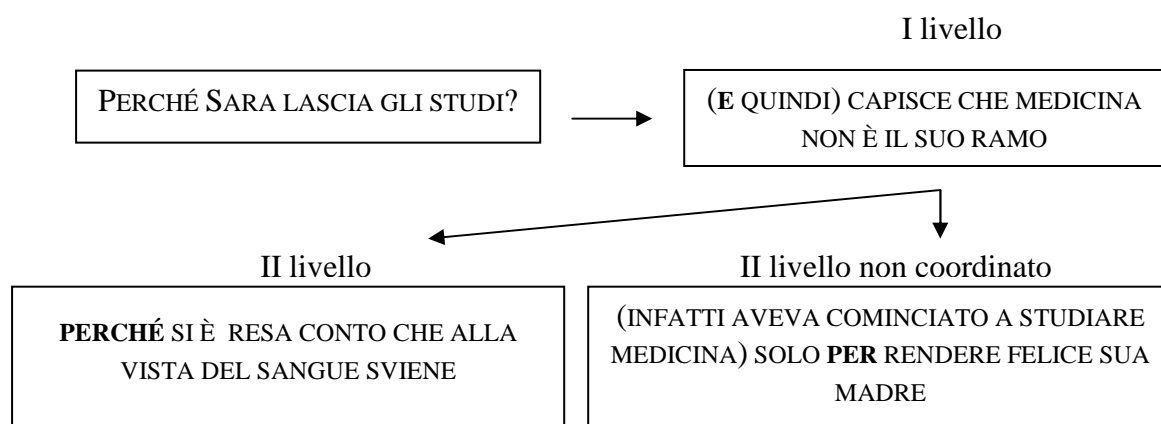 I livello
PERCHÉ SARA LASCIA GLI STUDI?
(E QUINDI) CAPISCE CHE MEDICINA
NON È IL SUO RAMO
II livello
PERCHÉ SI È RESA CONTO CHE ALLA
VISTA DEL SANGUE SVIENE
II livello non coordinato
(INFATTI AVEVA COMINCIATO A STUDIARE
MEDICINA) SOLO PER RENDERE FELICE SUA
MADRE